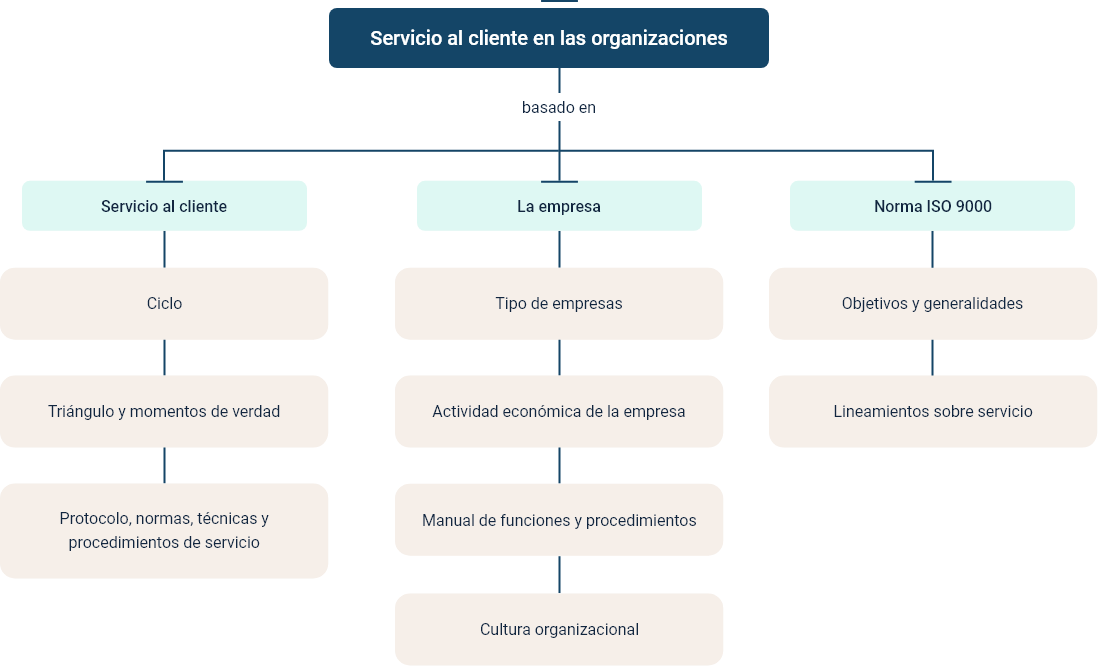 Servicio al cliente en las organizaciones
basado en
Servicio al cliente
Ciclo
Triángulo y momentos de verdad
Protocolo, normas, técnicas y
procedimientos de servicio
La empresa
Tipo de empresas
Actividad económica de la empresa
Manual de funciones y procedimientos
Cultura organizacional
Norma ISO 9000
Objetivos y generalidades
Lineamientos sobre servicio